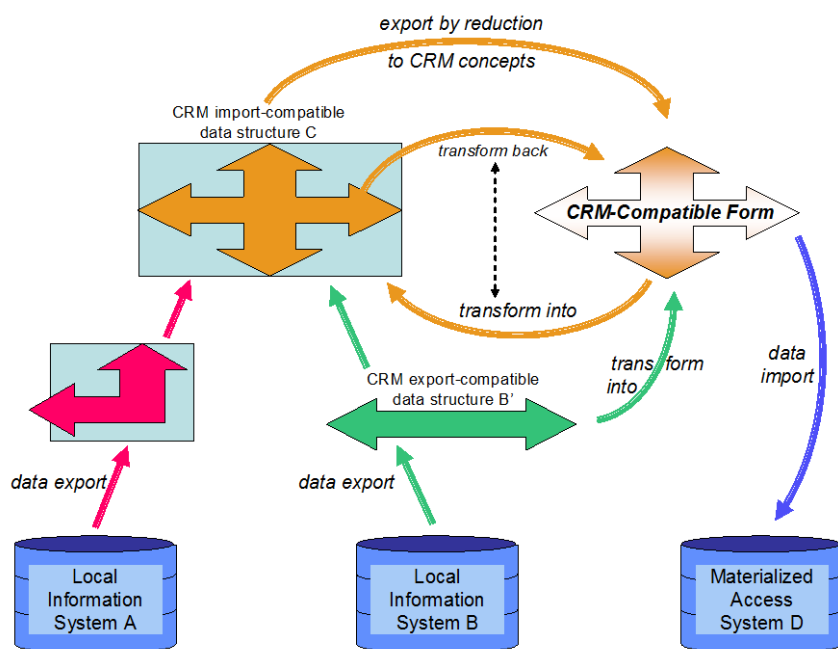 export by reduction
to CRM concepts
CRM import-compatible
data structure C
transform back
CRM-Compatible Form
transform into
CRM export-compatible
data structure B'
trans form
into
data
import
data export
data export
Local
Information
System A
Local
Information
System B
Materialized
Access
System D